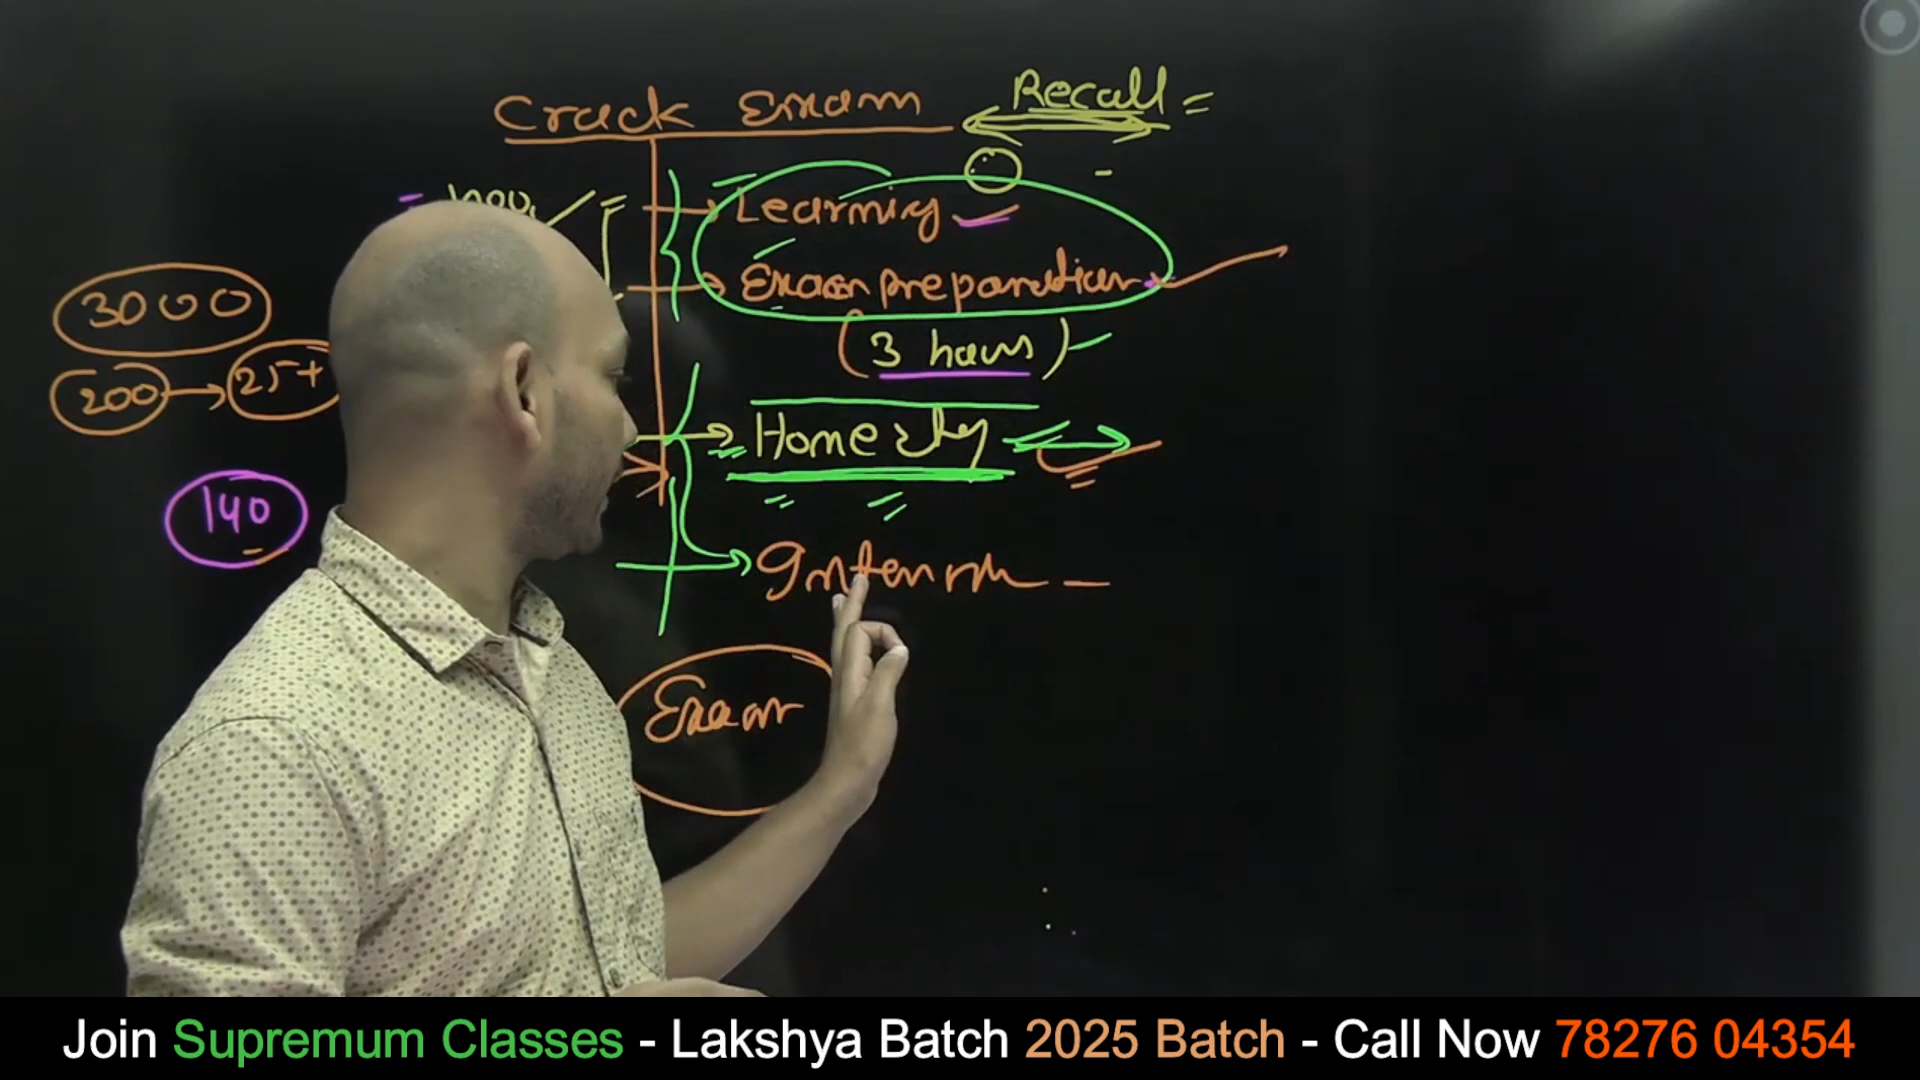 Crack Exam
Recall =
Learning
Exam preparation
(3 hours)
3000
200 → 25+
Home
140
Exam
Join Supremum Classes - Lakshya Batch 2025 Batch - Call Now 78276 04354